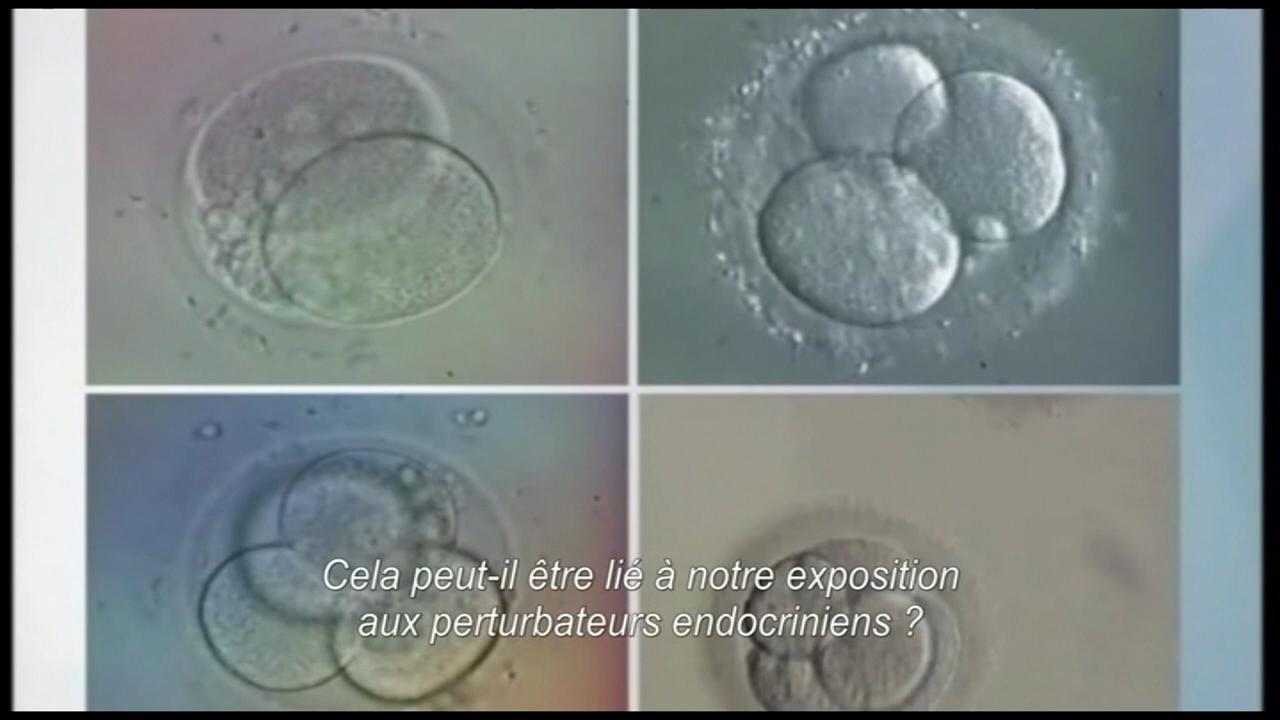 Cela peut-il être lié à notre exposition
aux perturbateurs endocriniens ?